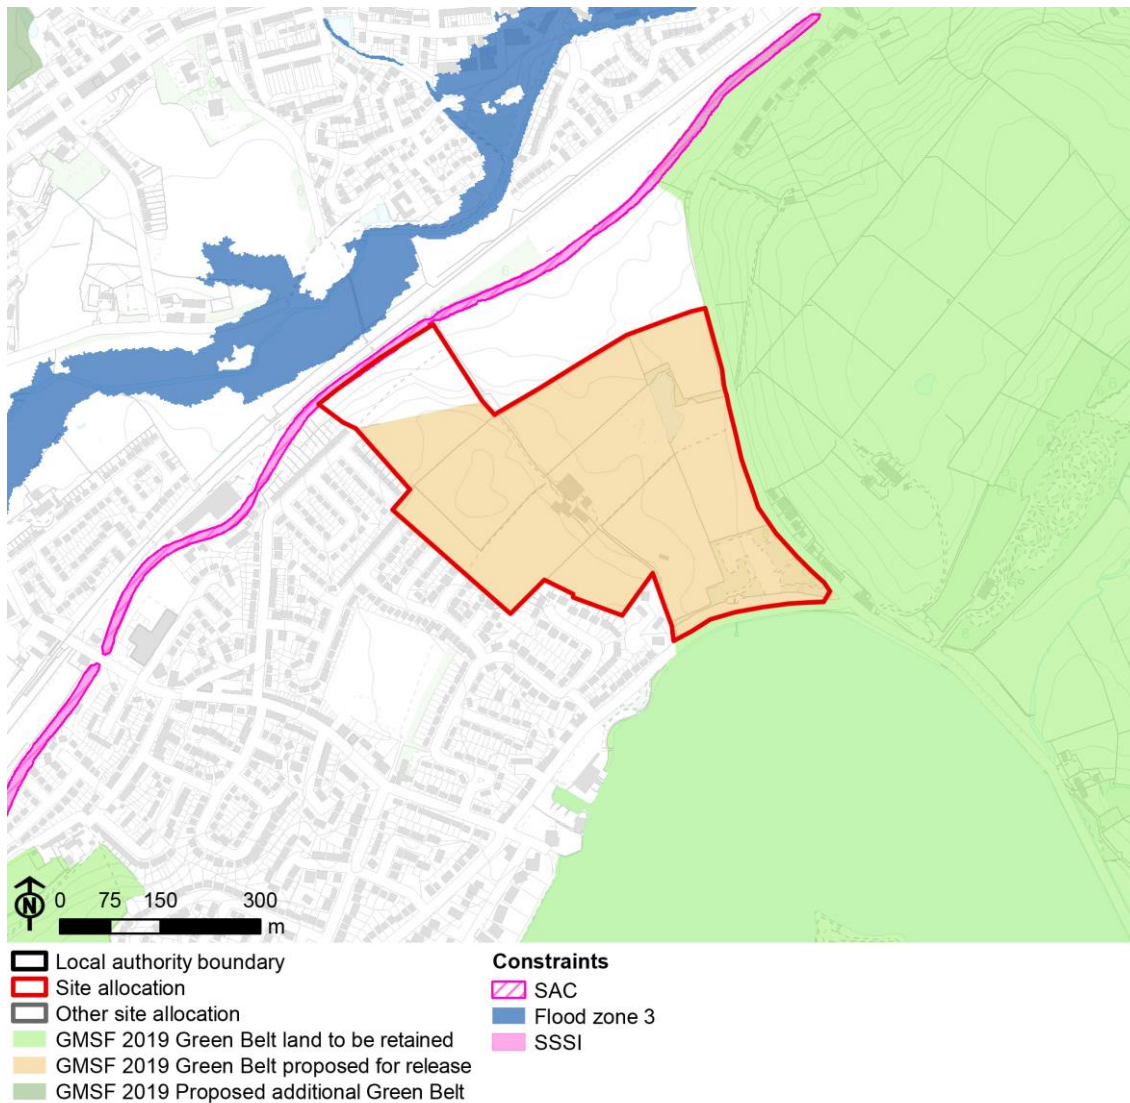 N
0 75 150 300
m
Local authority boundary
Site allocation
Other site allocation
GMSF 2019 Green Belt land to be retained
GMSF 2019 Green Belt proposed for release
GMSF 2019 Proposed additional Green Belt
Constraints
SAC
Flood zone 3
SSSI